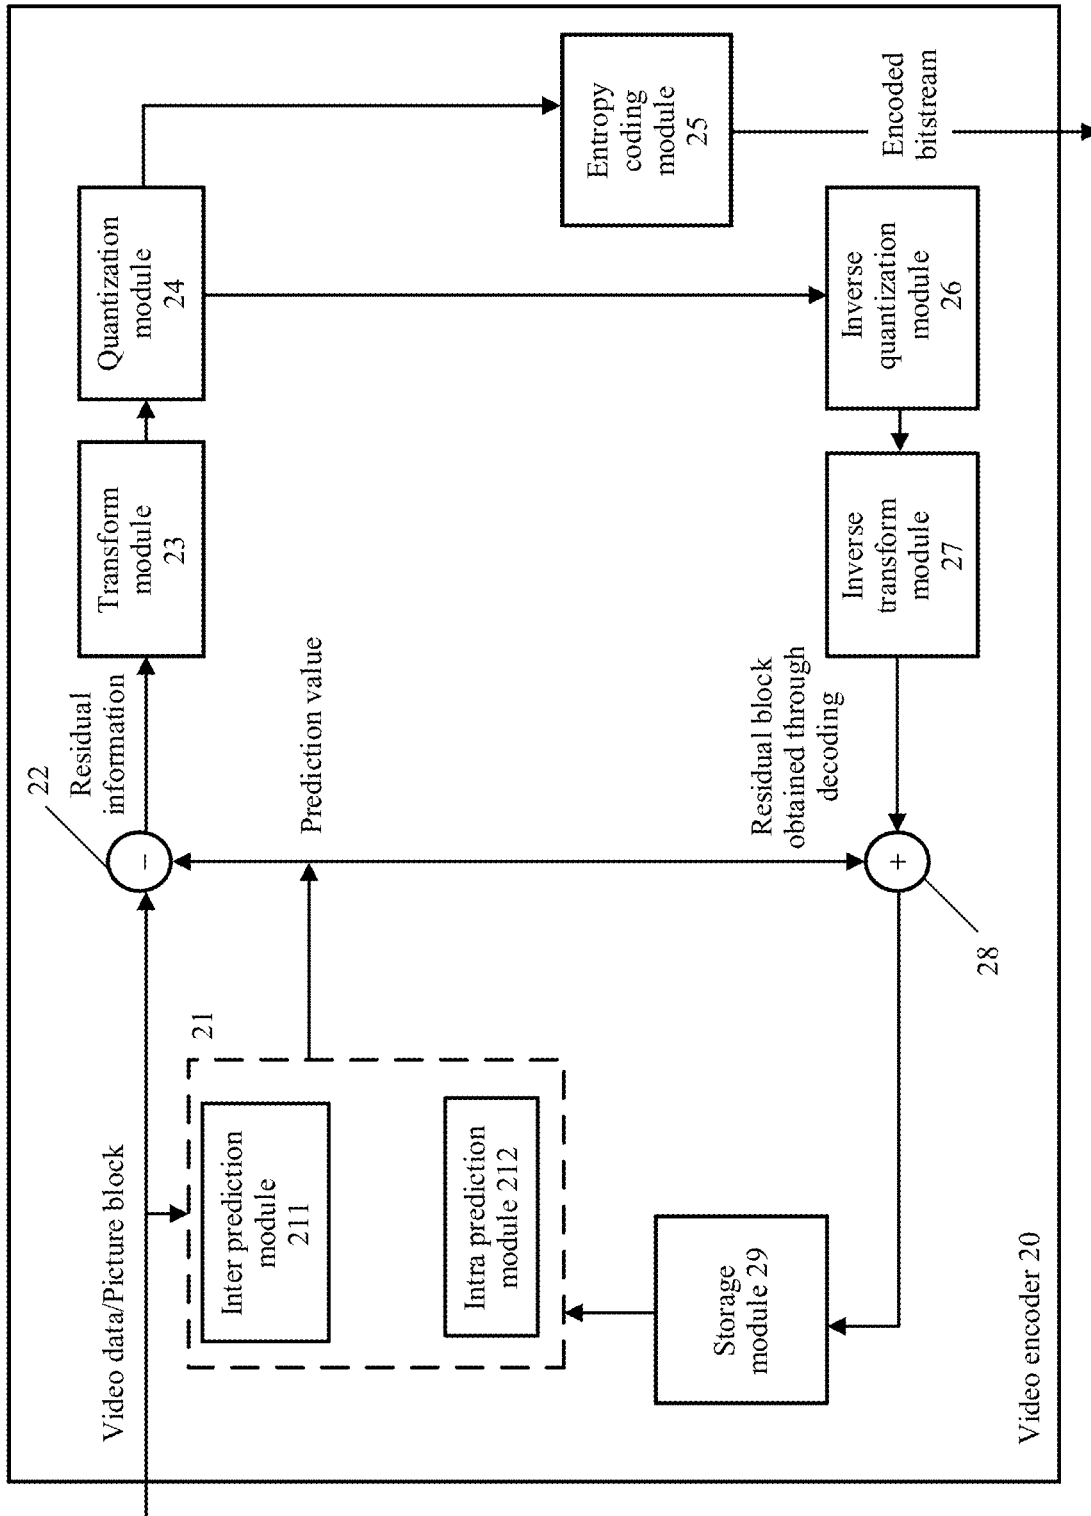 Video data/Picture block
22
Residual
information
Transform
module
23
Quantization
module
24
21
Inter prediction
module
211
Intra prediction
module 212
Prediction value
Entropy
coding
module
25
Storage
module 29
28
Residual block
obtained through
decoding
Inverse
transform
module
27
Inverse
quantization
module
26
Encoded
bitstream
Video encoder 20
−
+